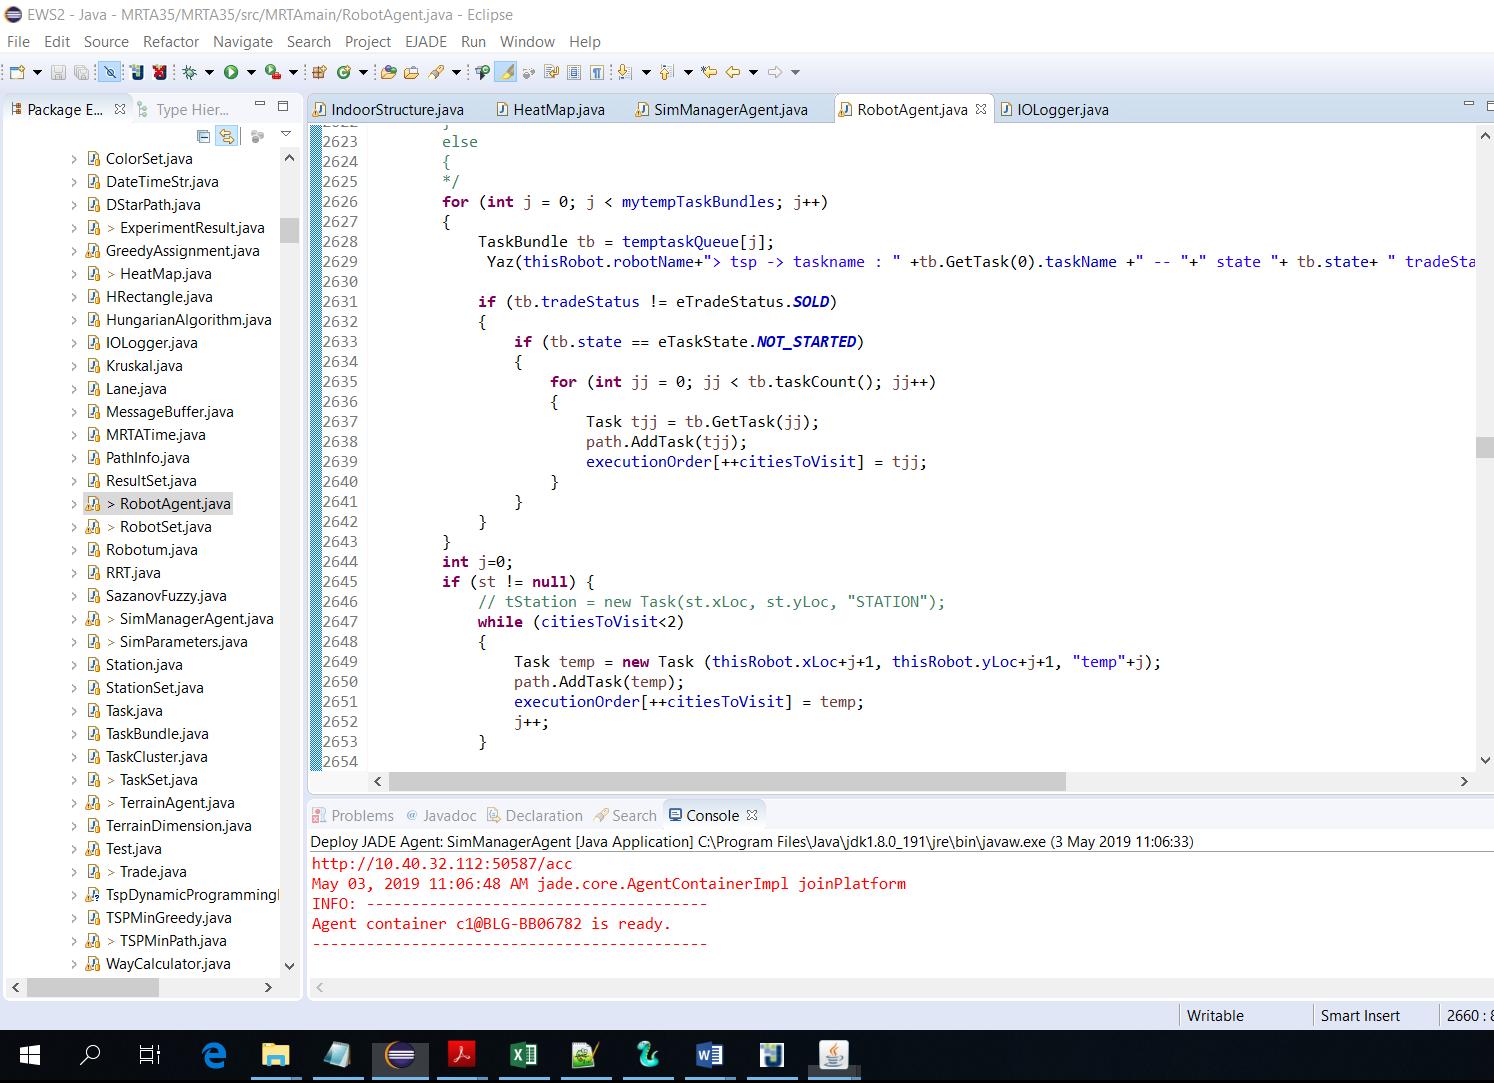 EWS2 - Java - MRTA35/MRTA35/src/MRTAmain/RobotAgent.java - Eclipse
File Edit Source Refactor Navigate Search Project EJADE Run Window Help
Package E... Type Hier...
IndoorStructure.java HeatMap.java SimManagerAgent.java RobotAgent.java IOLogger.java
ColorSet.java
DateTimeStr.java
DStarPath.java
> ExperimentResult.java
GreedyAssignment.java
> HeatMap.java
HRectangle.java
HungarianAlgorithm.java
IOLogger.java
Kruskal.java
Lane.java
MessageBuffer.java
MRTATime.java
PathInfo.java
ResultSet.java
> RobotAgent.java
> RobotSet.java
Robotum.java
RRT.java
SazanovFuzzy.java
> SimManagerAgent.java
> SimParameters.java
Station.java
StationSet.java
Task.java
TaskBundle.java
TaskCluster.java
> TaskSet.java
> TerrainAgent.java
TerrainDimension.java
Test.java
> Trade.java
TspDynamicProgramming
TSPMinGreedy.java
> TSPMinPath.java
WayCalculator.java
2623 else
2624 {
2625 */
2626 for (int j = 0; j < mytempTaskBundles; j++)
2627 {
2628 TaskBundle tb = temptaskQueue[j];
2629 Yaz(thisRobot.robotName+"> tsp -> taskname : " +tb.GetTask(0).taskName +" -- "+" state "+ tb.state+ " tradeSta
2630
2631 if (tb.tradeStatus != eTradeStatus.SOLD)
2632 {
2633 if (tb.state == eTaskState.NOT_STARTED)
2634 {
2635 for (int jj = 0; jj < tb.taskCount(); jj++)
2636 {
2637 Task tjj = tb.GetTask(jj);
2638 path.AddTask(tjj);
2639 executionOrder[++citiesToVisit] = tjj;
2640 }
2641 }
2642 }
2643 }
2644 int j=0;
2645 if (st != null) {
2646 // tStation = new Task(st.xLoc, st.yLoc, "STATION");
2647 while (citiesToVisit<2)
2648 {
2649 Task temp = new Task (thisRobot.xLoc+j+1, thisRobot.yLoc+j+1, "temp"+j);
2650 path.AddTask(temp);
2651 executionOrder[++citiesToVisit] = temp;
2652 j++;
2653 }
2654
Problems @ Javadoc Declaration Search Console
Deploy JADE Agent: SimManagerAgent [Java Application] C:\Program Files\Java\jdk1.8.0_191\jre\bin\javaw.exe (3 May 2019 11:06:33)
http://10.40.32.112:50587/acc
May 03, 2019 11:06:48 AM jade.core.AgentContainerImpl joinPlatform
INFO: --------------------------------------
Agent container c1@BLG-BB06782 is ready.
--------------------------------------------
Writable Smart Insert 2660 : 8